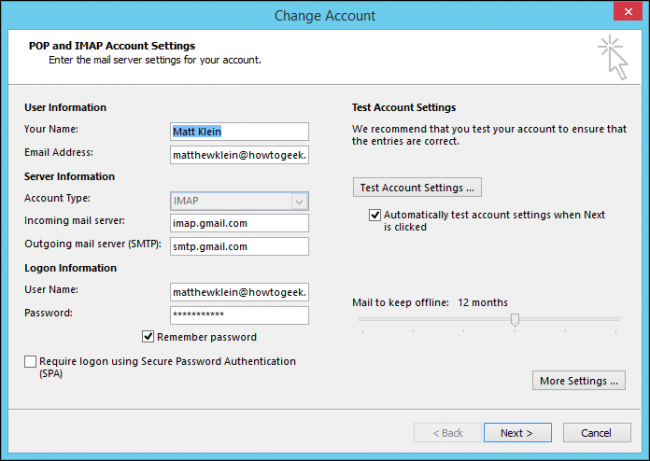 Change Account
POP and IMAP Account Settings
Enter the mail server settings for your account.
User Information
Your Name: Matt Klein
Email Address: matthewklein@howtogeek.
Server Information
Account Type: IMAP
Incoming mail server: imap.gmail.com
Outgoing mail server (SMTP): smtp.gmail.com
Logon Information
User Name: matthewklein@howtogeek.
Password: ***********
Remember password
Require logon using Secure Password Authentication
(SPA)
Test Account Settings
We recommend that you test your account to ensure that
the entries are correct.
Test Account Settings ...
Automatically test account settings when Next
is clicked
Mail to keep offline: 12 months
More Settings ...
< Back Next > Cancel